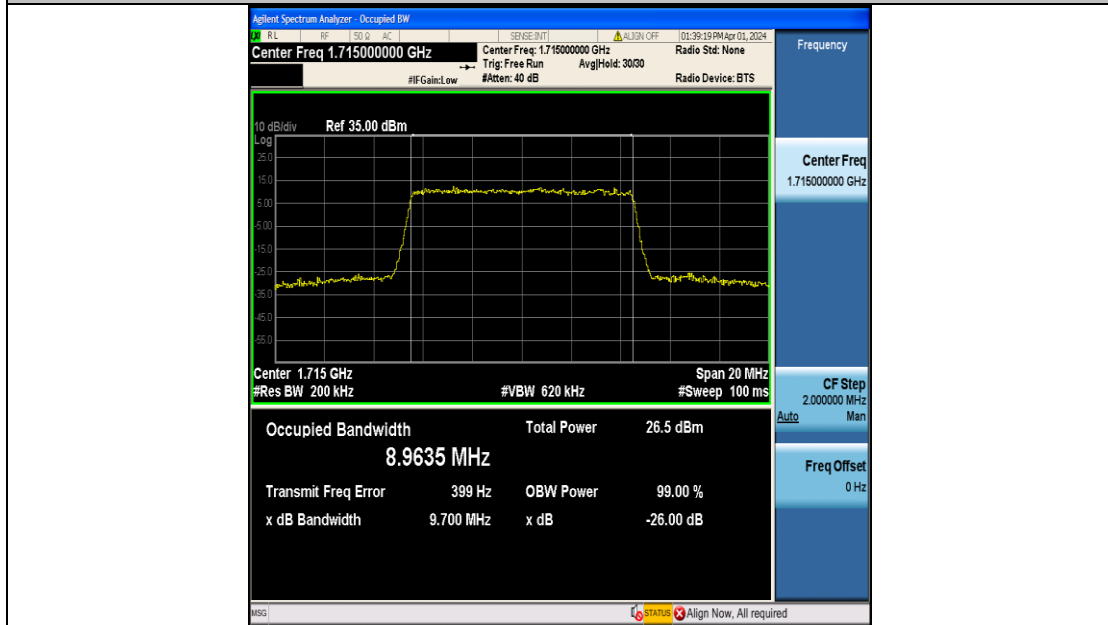 Agilent Spectrum Analyzer - Occupied BW
RL RF 50 Ω AC SENSE:INT ALIGN OFF 01:39:19 PM Apr 01, 2024
Center Freq 1.715000000 GHz
Center Freq: 1.715000000 GHz Radio Std: None
Trig: Free Run Avg|Hold: 30/30
#IFGain:Low #Atten: 40 dB Radio Device: BTS
10 dB/div Ref 35.00 dBm
Log
25.0
15.0
5.00
-5.00
-15.0
-25.0
-35.0
-45.0
-55.0
Center 1.715 GHz Span 20 MHz
#Res BW 200 kHz #VBW 620 kHz #Sweep 100 ms
Occupied Bandwidth Total Power 26.5 dBm
8.9635 MHz
Transmit Freq Error 399 Hz OBW Power 99.00 %
x dB Bandwidth 9.700 MHz x dB -26.00 dB
Frequency
Center Freq
1.715000000 GHz
CF Step
2.000000 MHz
Auto Man
Freq Offset
0 Hz
MSG STATUS Align Now, All required